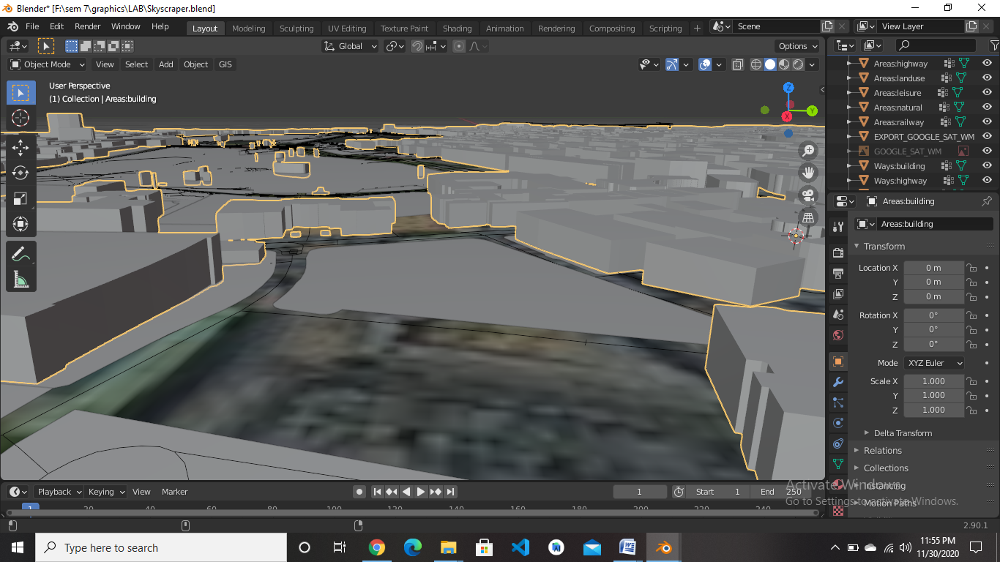 Blender* [F:\sem 7\graphics\LAB\Skyscraper.blend]
File Edit Render Window Help Layout Modeling Sculpting UV Editing Texture Paint Shading Animation Rendering Compositing Scripting + Scene View Layer
Global Options
Object Mode View Select Add Object GIS
User Perspective
(1) Collection | Areas:building
Z
Y
X
Areas:highway
Areas:landuse
Areas:leisure
Areas:natural
Areas:railway
EXPORT_GOOGLE_SAT_WM
GOOGLE_SAT_WM
Ways:building
Ways:highway
Areas:building
Areas:building
Transform
Location X 0 m
Y 0 m
Z 0 m
Rotation X 0°
Y 0°
Z 0°
Mode XYZ Euler
Scale X 1.000
Y 1.000
Z 1.000
Delta Transform
Relations
Collections
Instancing
Motion Paths
Activate Windows
Go to Settings to activate Windows.
Playback Keying View Marker 1 Start 1 End 250
1 20 40 60 80 100 120 140 160 180 200 220 240
2.90.1
Type here to search
11:55 PM
11/30/2020